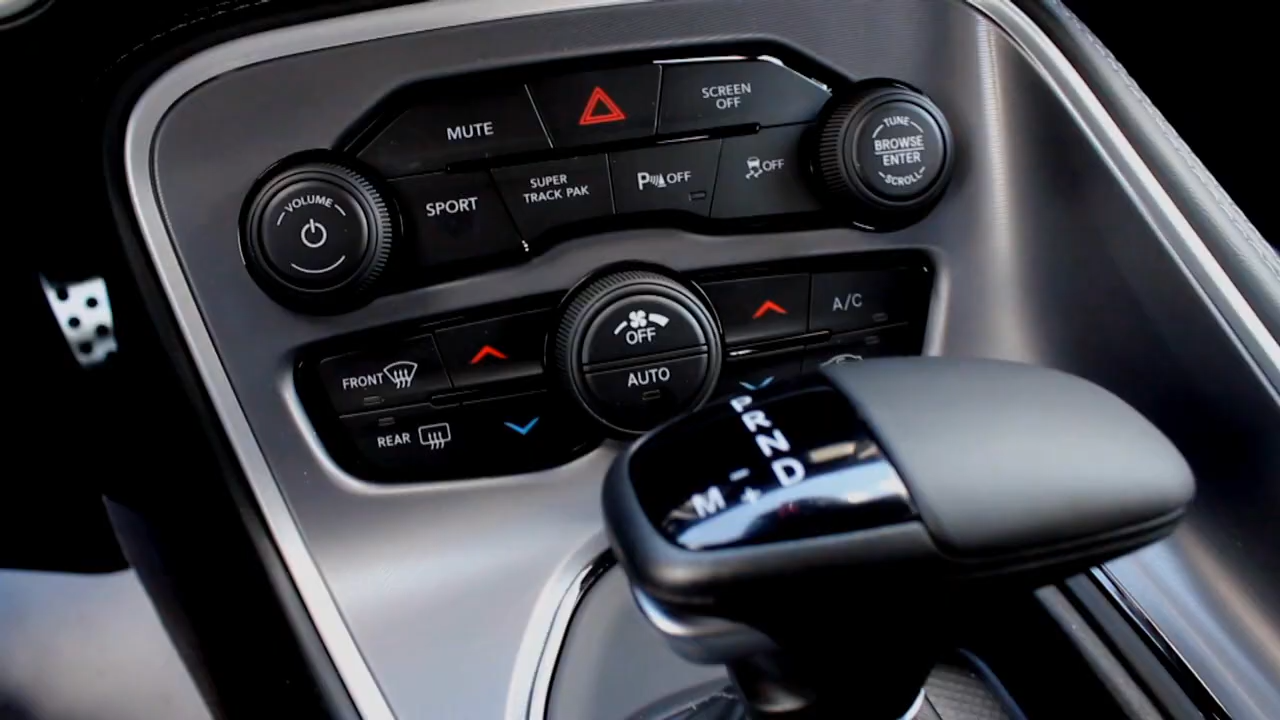 MUTE
SCREEN
OFF
TUNE
BROWSE
ENTER
SCROLL
VOLUME
SPORT
SUPER
TRACK PAK
P OFF
OFF
OFF
AUTO
A/C
FRONT
REAR
P
R
N
D
M
-
+